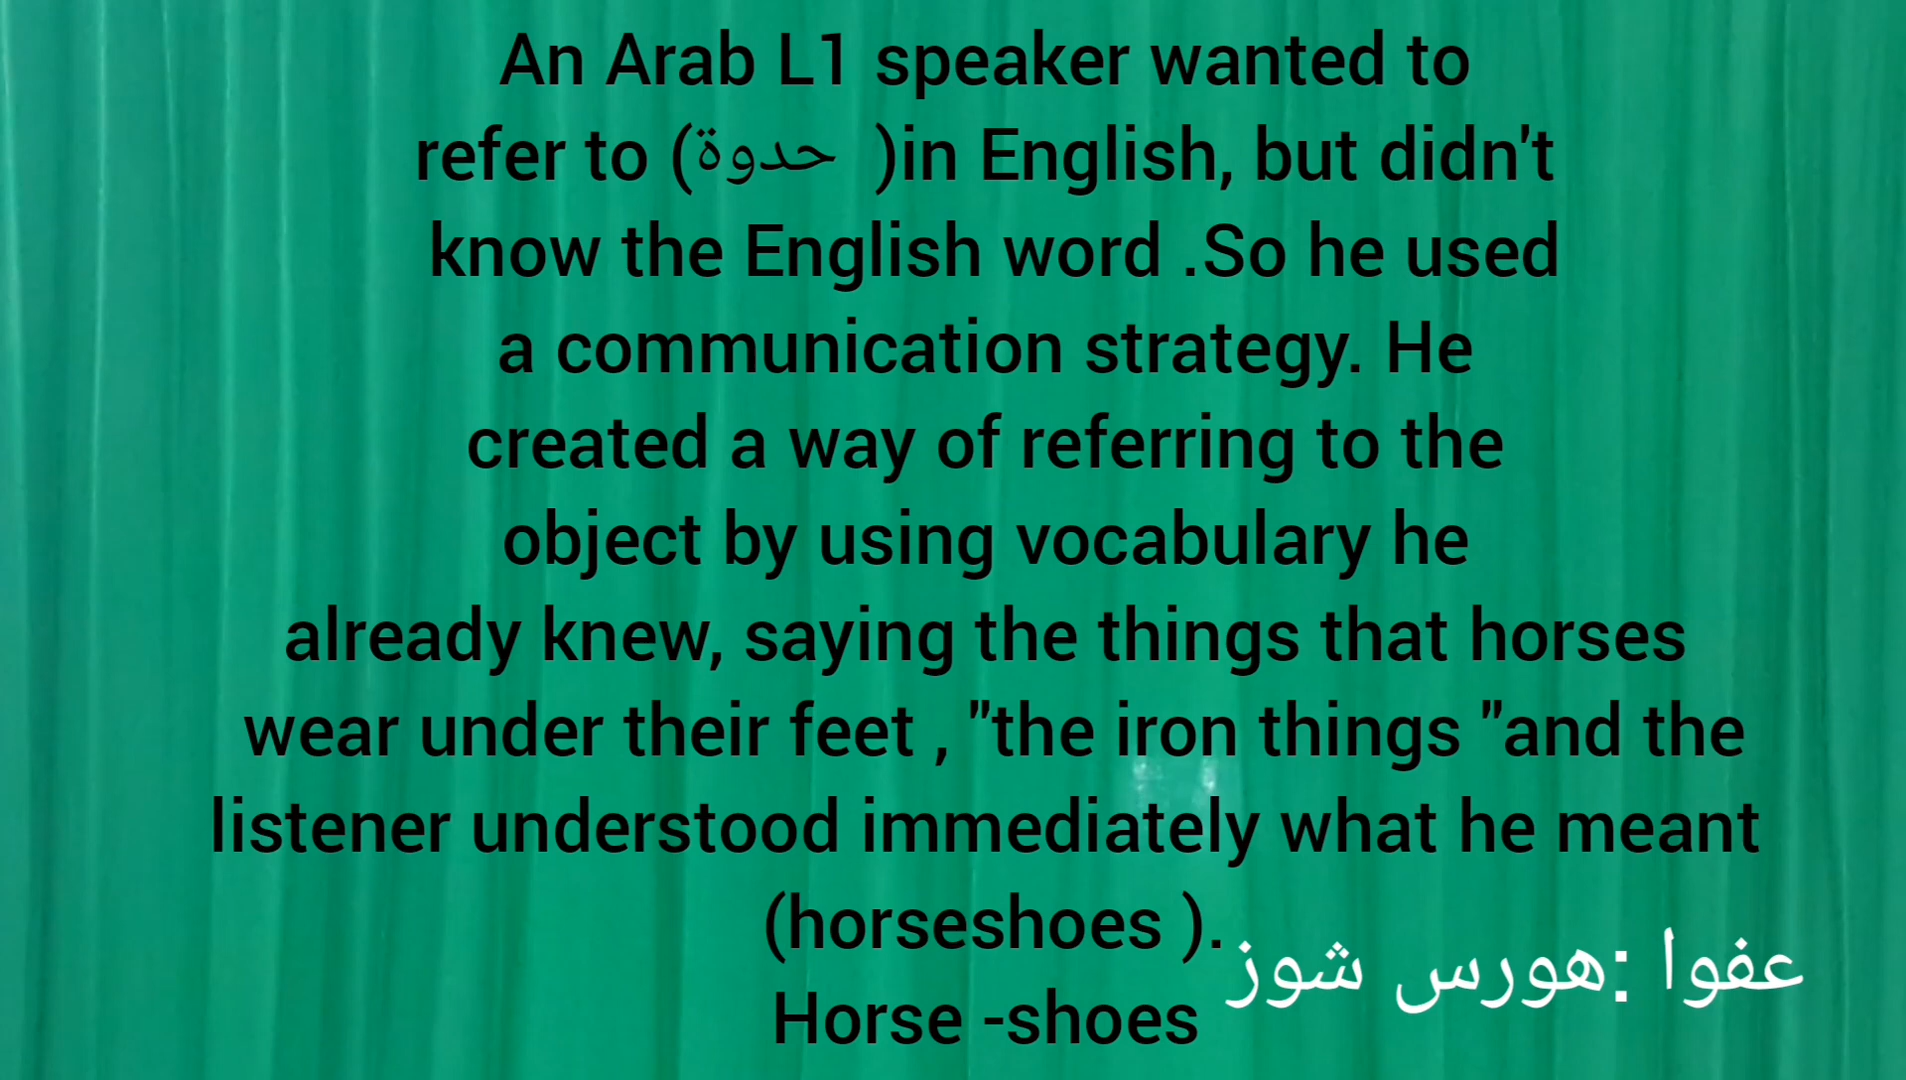 An Arab L1 speaker wanted to
refer to (حدوة )in English, but didn't
know the English word .So he used
a communication strategy. He
created a way of referring to the
object by using vocabulary he
already knew, saying the things that horses
wear under their feet , "the iron things "and the
listener understood immediately what he meant
(horseshoes ).
عفوا :هورس شوز
Horse -shoes